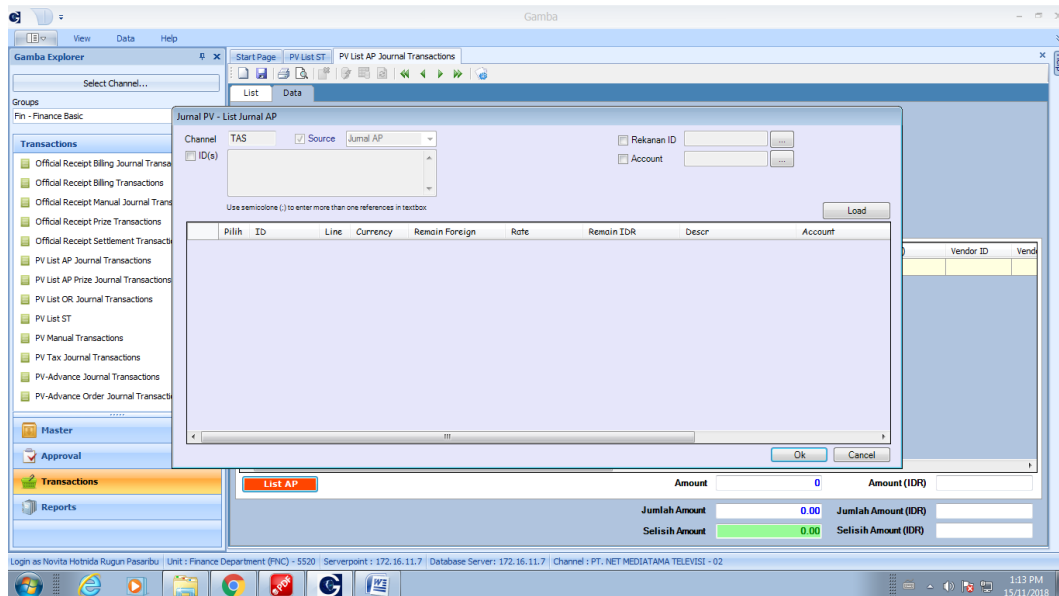 Gamba
View Data Help
Gamba Explorer
Start Page PV List ST PV List AP Journal Transactions
Select Channel...
List Data
Groups
Fin - Finance Basic
Jurnal PV - List Jurnal AP
Channel TAS Source Jurnal AP Rekanan ID ...
ID(s) Account ...
Use semicolone (;) to enter more than one references in textbox
Load
Pilih ID Line Currency Remain Foreign Rate Remain IDR Descr Account
Vendor ID
Transactions
Official Receipt Billing Journal Transa
Official Receipt Billing Transactions
Official Receipt Manual Journal Trans
Official Receipt Prize Transactions
Official Receipt Settlement Transacti
PV List AP Journal Transactions
PV List AP Prize Journal Transactions
PV List OR Journal Transactions
PV List ST
PV Manual Transactions
PV Tax Journal Transactions
PV-Advance Journal Transactions
PV-Advance Order Journal Transacti
Master
Approval
Transactions
Reports
Ok Cancel
List AP Amount 0 Amount (IDR)
Jumlah Amount 0.00 Jumlah Amount (IDR)
Selisih Amount 0.00 Selisih Amount (IDR)
Login as Novita Hotnida Rugun Pasaribu Unit : Finance Department (FNC) - 5520 Serverpoint : 172.16.11.7 Database Server: 172.16.11.7 Channel : PT. NET MEDIATAMA TELEVISI - 02
1:13 PM
15/11/2018